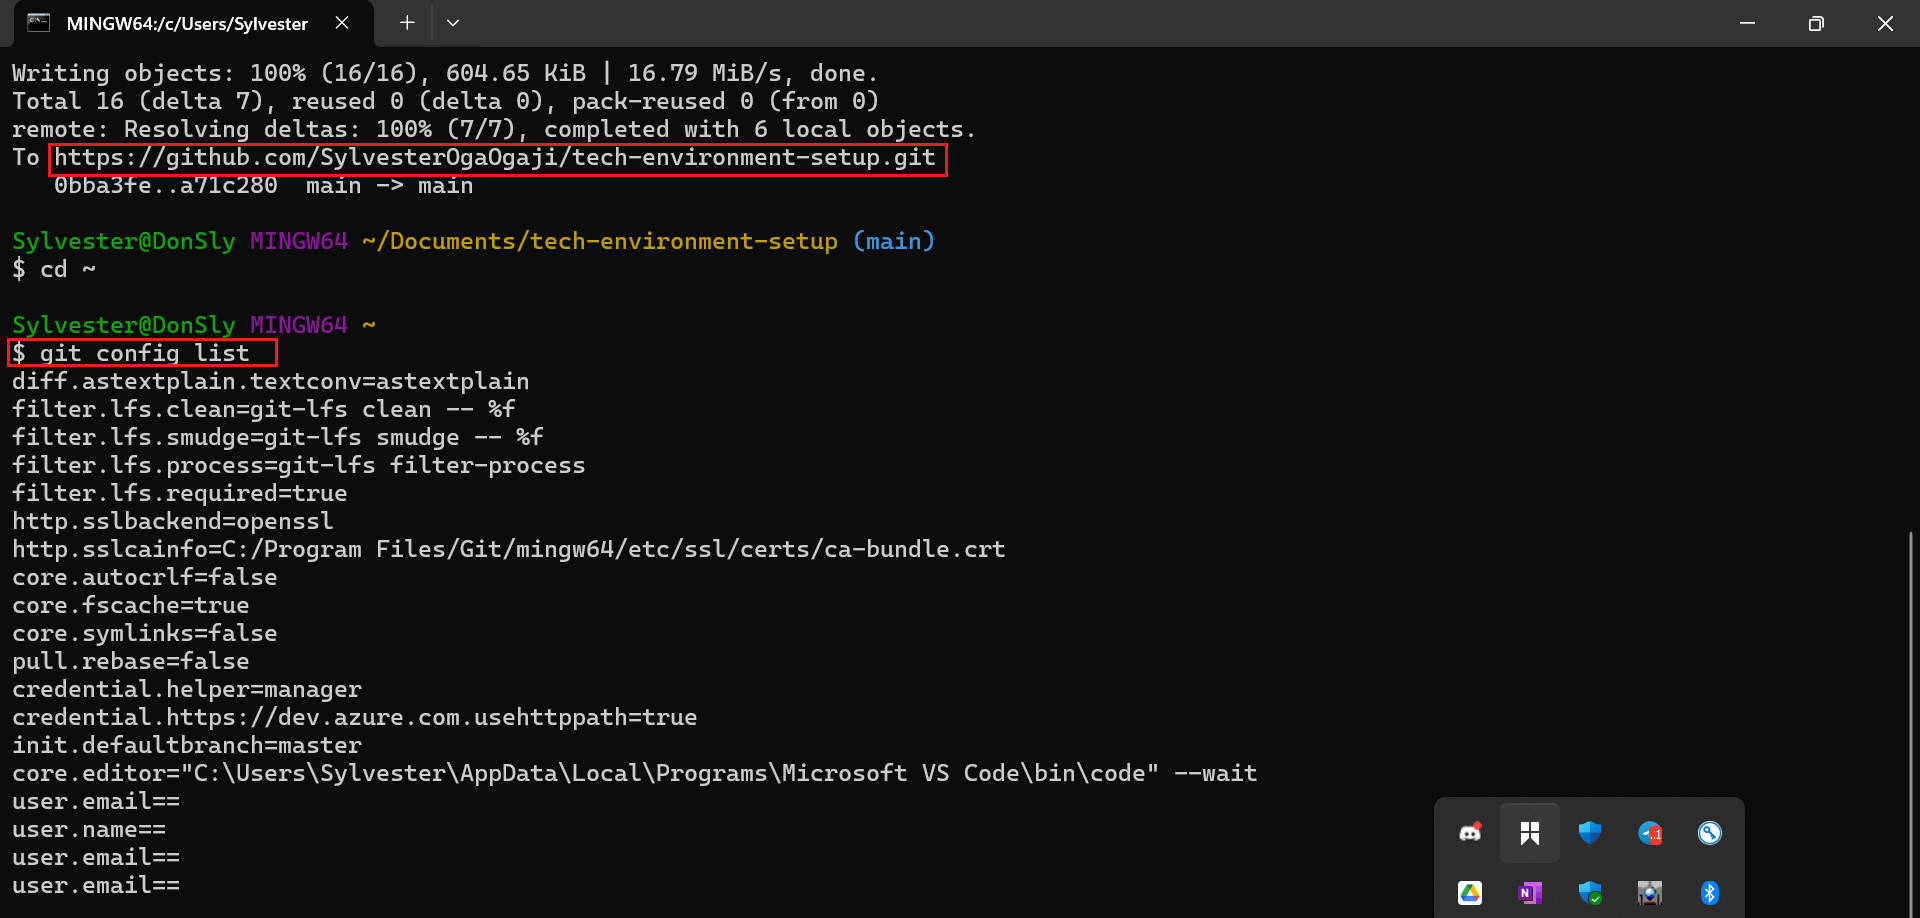 MINGW64:/c/Users/Sylvester
Writing objects: 100% (16/16), 604.65 KiB | 16.79 MiB/s, done.
Total 16 (delta 7), reused 0 (delta 0), pack-reused 0 (from 0)
remote: Resolving deltas: 100% (7/7), completed with 6 local objects.
To https://github.com/SylvesterOgaOgaji/tech-environment-setup.git
0bba3fe..a71c280  main -> main
Sylvester@DonSly MINGW64 ~/Documents/tech-environment-setup (main)
$ cd ~
Sylvester@DonSly MINGW64 ~
$ git config list
diff.astextplain.textconv=astextplain
filter.lfs.clean=git-lfs clean -- %f
filter.lfs.smudge=git-lfs smudge -- %f
filter.lfs.process=git-lfs filter-process
filter.lfs.required=true
http.sslbackend=openssl
http.sslcainfo=C:/Program Files/Git/mingw64/etc/ssl/certs/ca-bundle.crt
core.autocrlf=false
core.fscache=true
core.symlinks=false
pull.rebase=false
credential.helper=manager
credential.https://dev.azure.com.usehttppath=true
init.defaultbranch=master
core.editor="C:\Users\Sylvester\AppData\Local\Programs\Microsoft VS Code\bin\code" --wait
user.email==
user.name==
user.email==
user.email==
..1
N